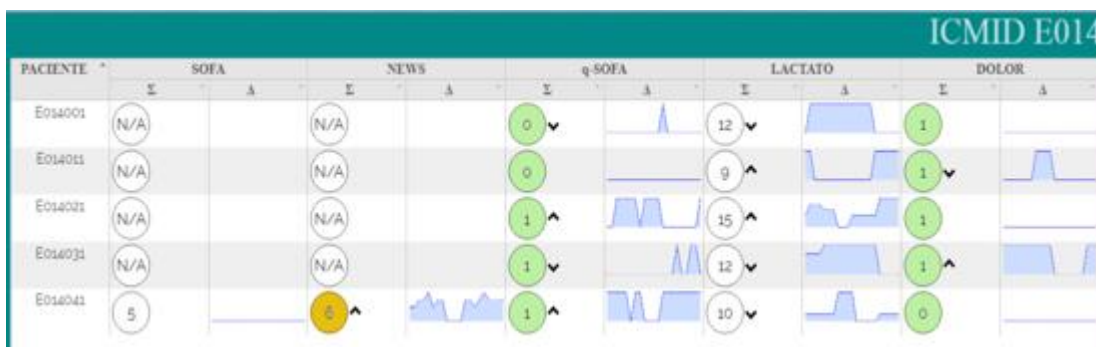 ICMID E014
PACIENTE SOFA NEWS q-SOFA LACTATO DOLOR
Σ Δ Σ Δ Σ Δ Σ Δ Σ Δ
E014001 N/A N/A 0 12 1
E014011 N/A N/A 0 9 1
E014021 N/A N/A 1 15 1
E014031 N/A N/A 1 12 1
E014041 5 6 1 10 0